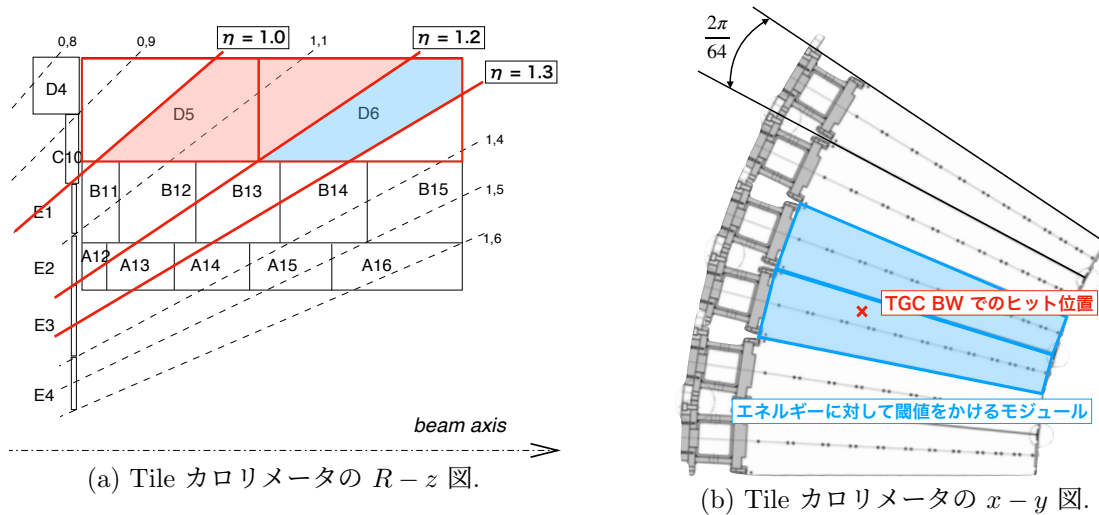 0,8
0,9
η = 1.0
1,1
η = 1.2
η = 1.3
D4
D5
D6
C10
1,4
B11
B12
B13
B14
B15
1,5
E1
1,6
A12
A13
A14
A15
A16
E2
E3
E4
beam axis
(a) Tile カロリメータの R − z 図.
2π
64
TGC BW でのヒット位置
エネルギーに対して閾値をかけるモジュール
(b) Tile カロリメータの x − y 図.